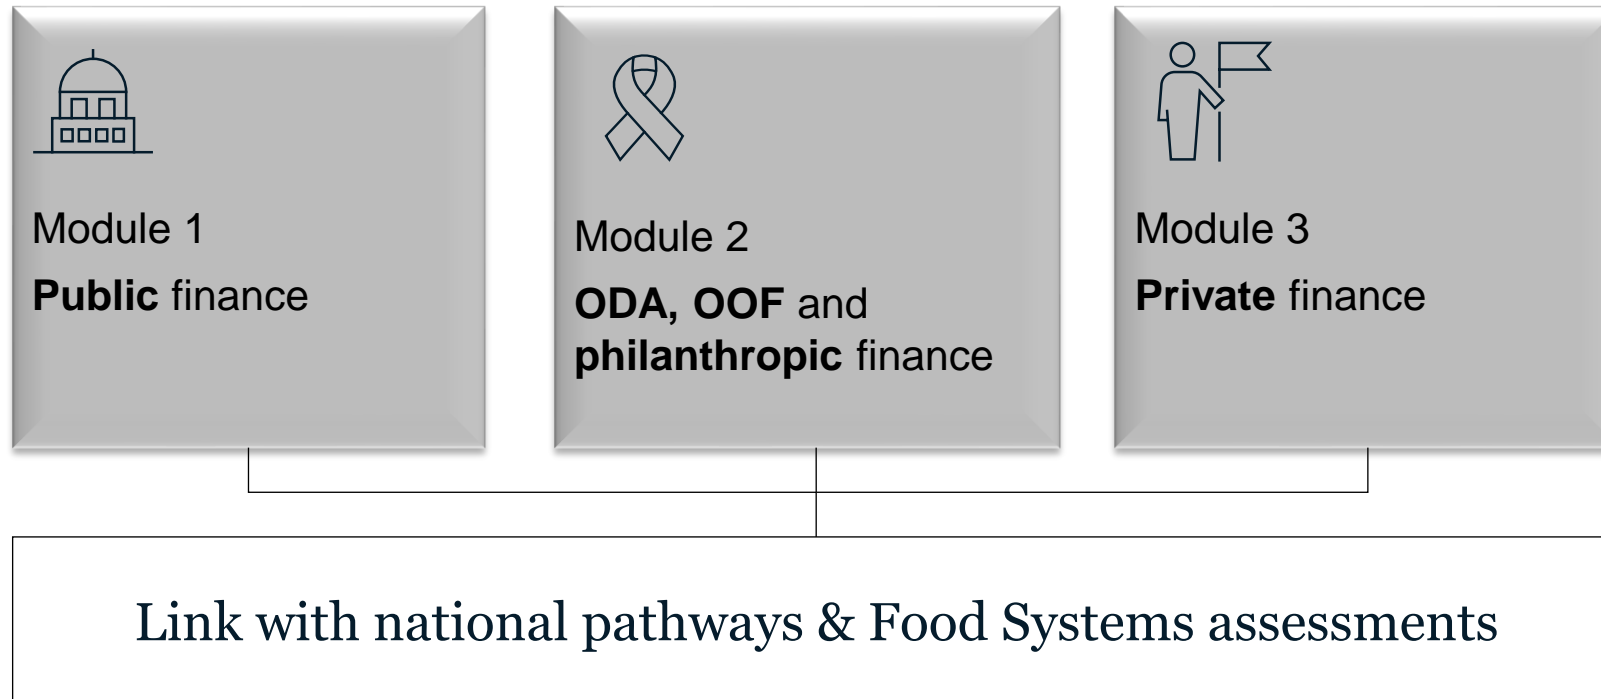 Module 1
Public finance
Module 2
ODA, OOF and
philanthropic finance
Module 3
Private finance
Link with national pathways & Food Systems assessments